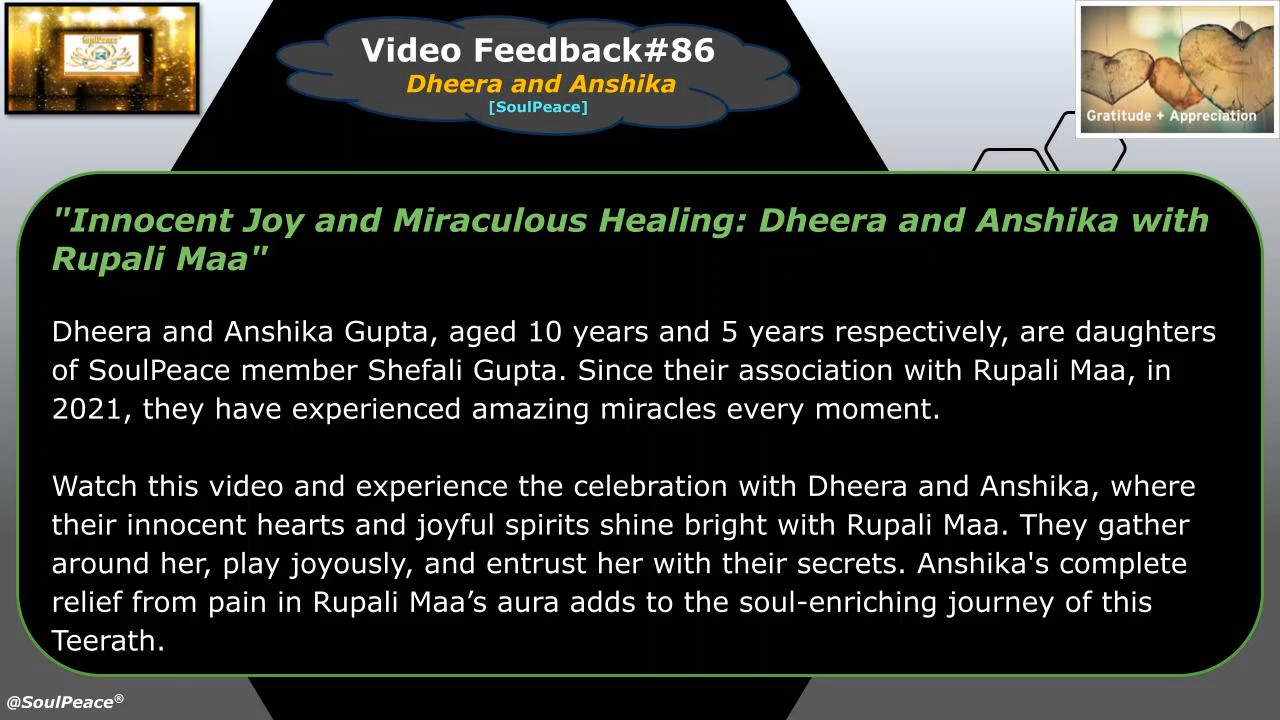 SoulPeace®
Video Feedback#86
Dheera and Anshika
[SoulPeace]
Gratitude + Appreciation
"Innocent Joy and Miraculous Healing: Dheera and Anshika with
Rupali Maa"
Dheera and Anshika Gupta, aged 10 years and 5 years respectively, are daughters
of SoulPeace member Shefali Gupta. Since their association with Rupali Maa, in
2021, they have experienced amazing miracles every moment.
Watch this video and experience the celebration with Dheera and Anshika, where
their innocent hearts and joyful spirits shine bright with Rupali Maa. They gather
around her, play joyously, and entrust her with their secrets. Anshika's complete
relief from pain in Rupali Maa’s aura adds to the soul-enriching journey of this
Teerath.
@SoulPeace®